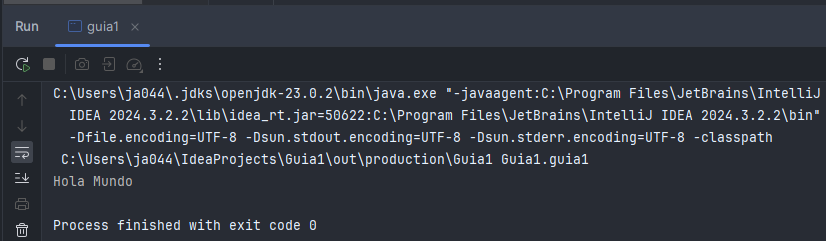 Run guia1
C:\Users\ja044\.jdks\openjdk-23.0.2\bin\java.exe "-javaagent:C:\Program Files\JetBrains\IntelliJ
IDEA 2024.3.2.2\lib\idea_rt.jar=50622:C:\Program Files\JetBrains\IntelliJ IDEA 2024.3.2.2\bin"
-Dfile.encoding=UTF-8 -Dsun.stdout.encoding=UTF-8 -Dsun.stderr.encoding=UTF-8 -classpath
C:\Users\ja044\IdeaProjects\Guia1\out\production\Guia1 Guia1.guia1
Hola Mundo
Process finished with exit code 0